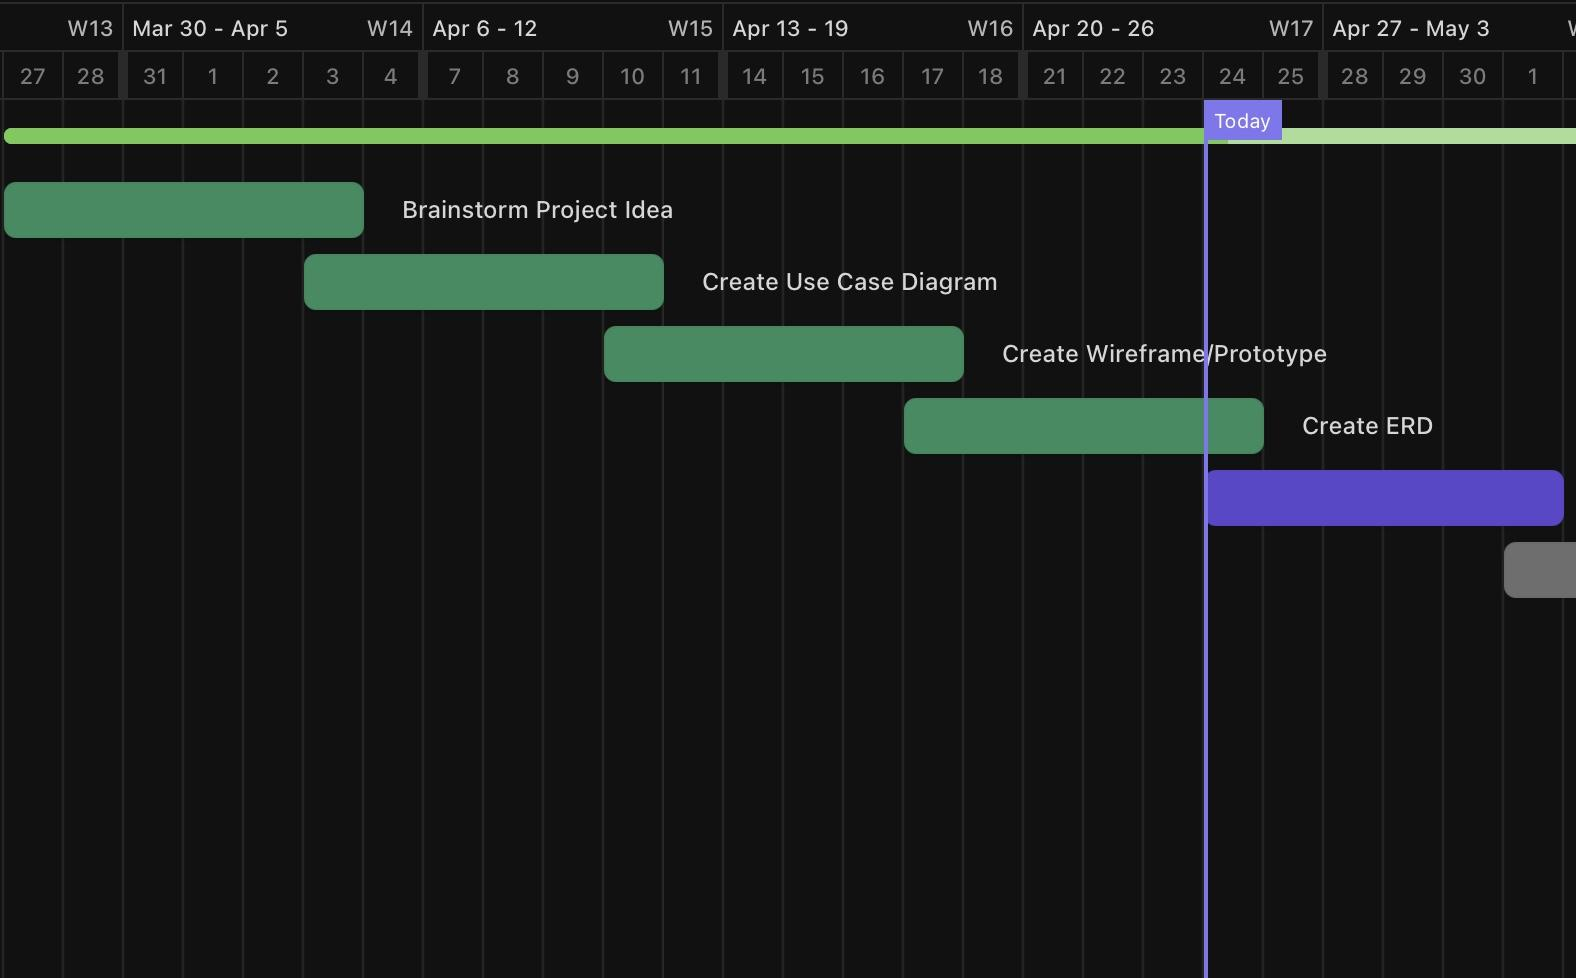 W13 Mar 30 - Apr 5 W14 Apr 6 - 12 W15 Apr 13 - 19 W16 Apr 20 - 26 W17 Apr 27 - May 3
27 28 31 1 2 3 4 7 8 9 10 11 14 15 16 17 18 21 22 23 24 25 28 29 30 1
Today
Brainstorm Project Idea
Create Use Case Diagram
Create Wireframe/Prototype
Create ERD